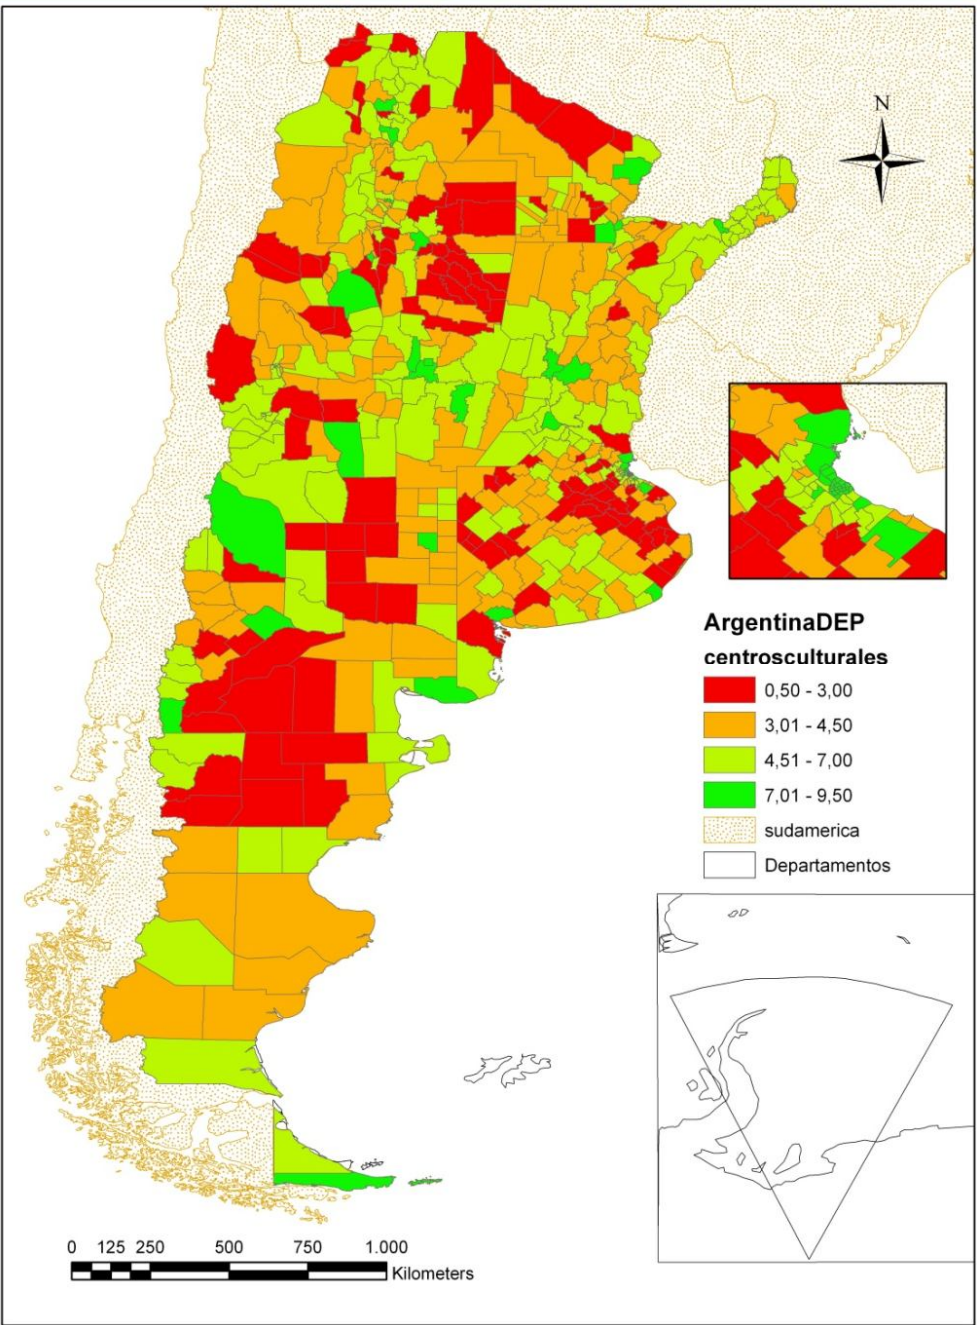 N
ArgentinaDEP
centrosculturales
0,50 - 3,00
3,01 - 4,50
4,51 - 7,00
7,01 - 9,50
sudamerica
Departamentos
0 125 250 500 750 1.000
Kilometers